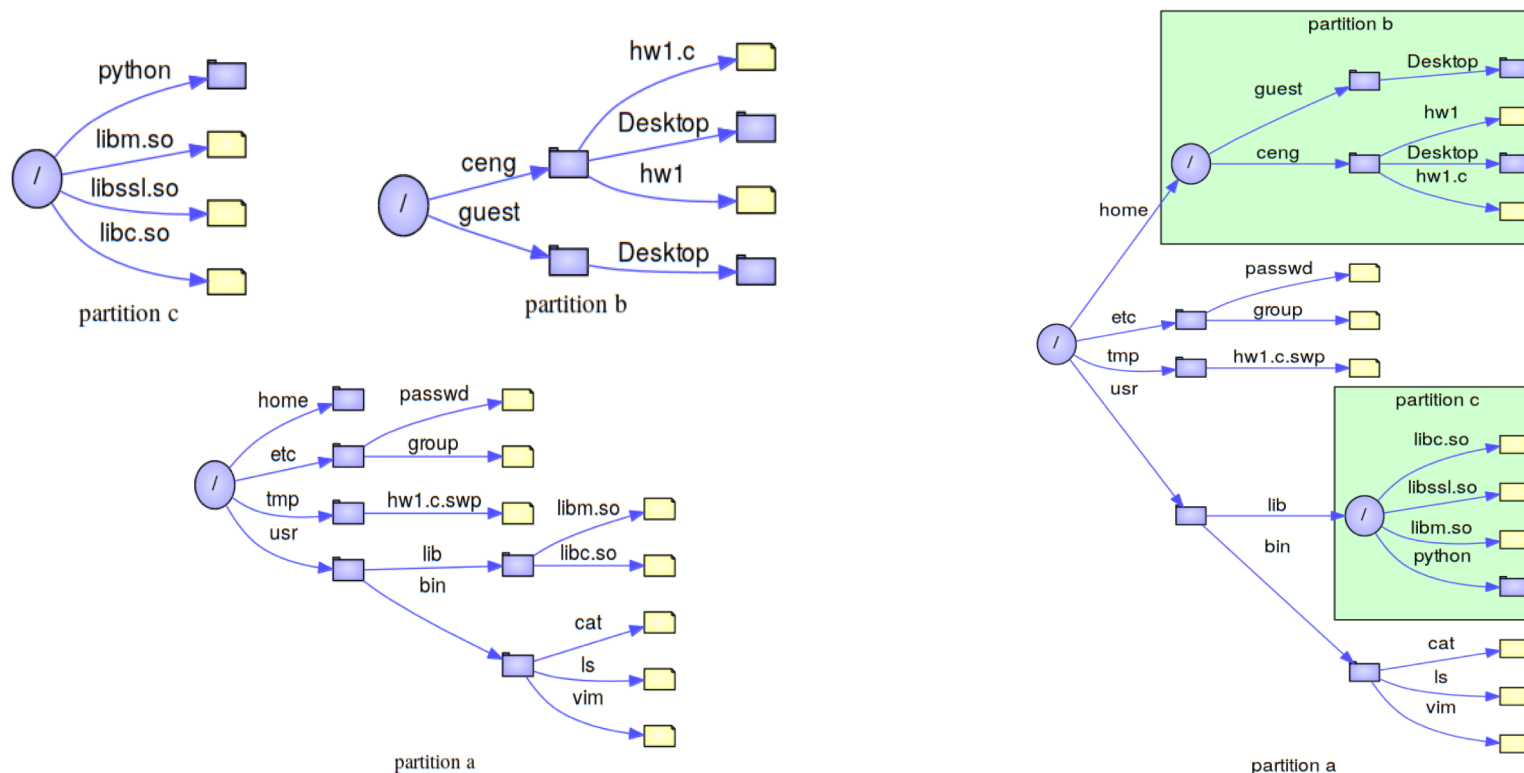 python
libm.so
/
libssl.so
libc.so
partition c
hw1.c
Desktop
ceng
hw1
/
guest
Desktop
partition b
home
passwd
etc
group
/
tmp
hw1.c.swp
usr
libm.so
lib
libc.so
bin
cat
ls
vim
partition a
partition b
Desktop
guest
hw1
/
ceng
Desktop
hw1.c
home
passwd
etc
group
/
tmp
hw1.c.swp
usr
partition c
libc.so
libssl.so
lib
/
libm.so
bin
python
cat
ls
vim
partition a